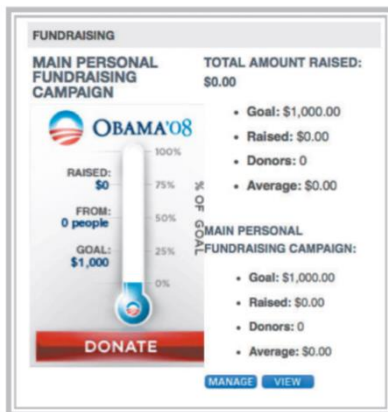 FUNDRAISING
MAIN PERSONAL
FUNDRAISING
CAMPAIGN
OBAMA'08
100%
RAISED:
$0
75%
FROM:
0 people
50%
GOAL:
$1,000
25%
0%
% OF GOAL
DONATE
TOTAL AMOUNT RAISED:
$0.00
• Goal: $1,000.00
• Raised: $0.00
• Donors: 0
• Average: $0.00
MAIN PERSONAL
FUNDRAISING CAMPAIGN:
• Goal: $1,000.00
• Raised: $0.00
• Donors: 0
• Average: $0.00
MANAGE VIEW